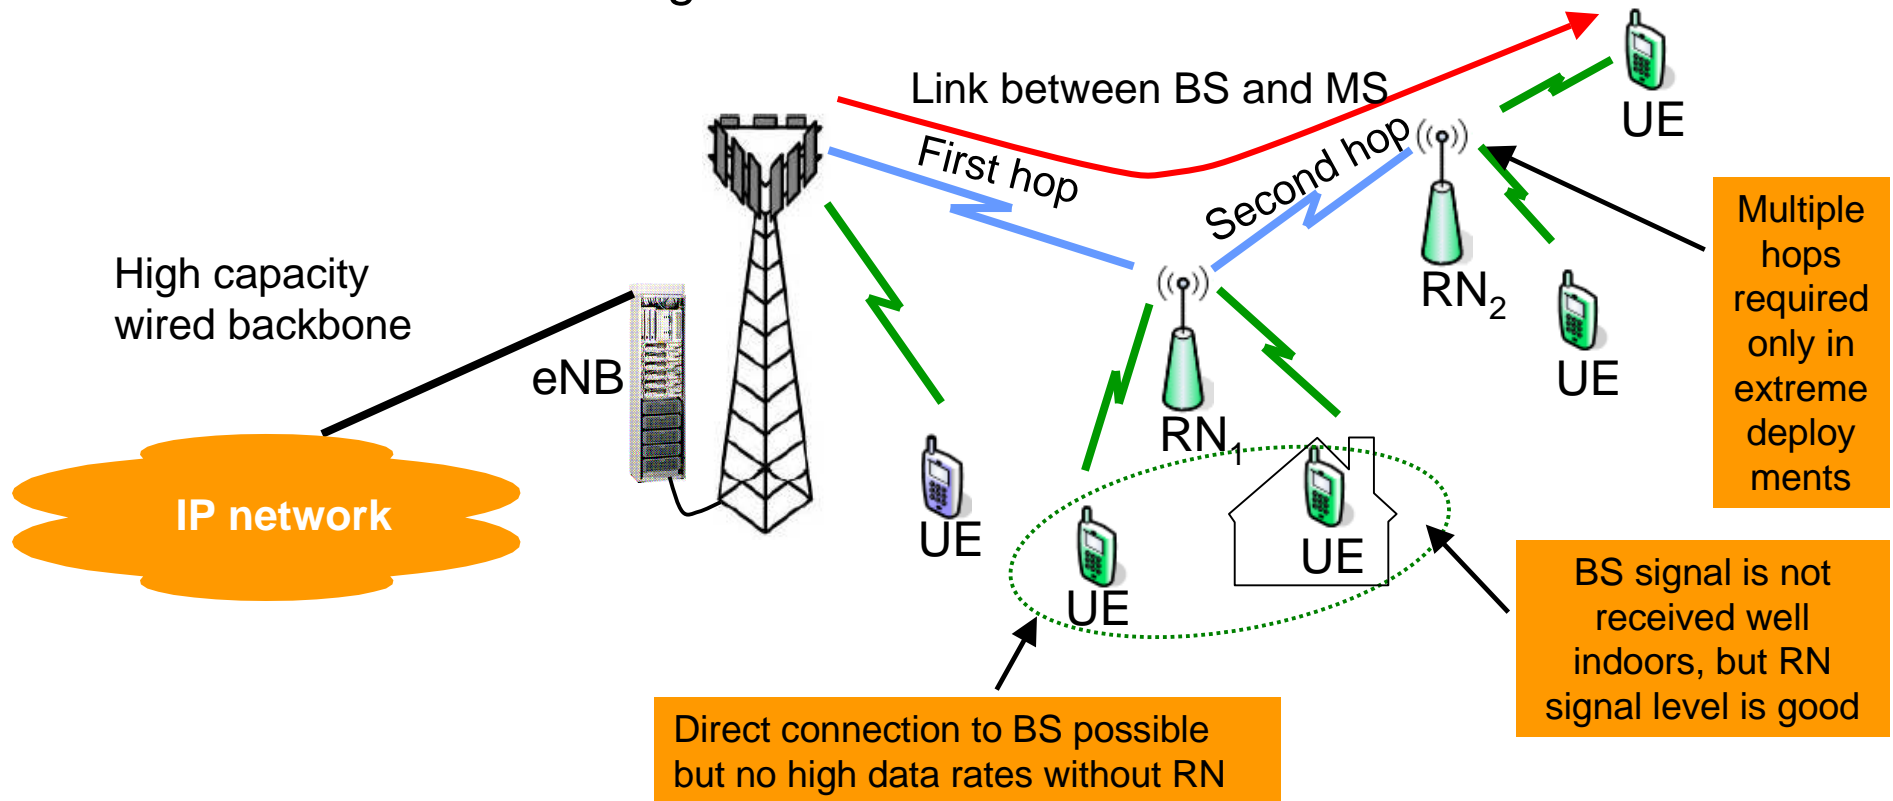 Link between BS and MS
UE
First hop
Second hop
Multiple
hops
required
only in
extreme
deploy
ments
High capacity
wired backbone
RN2
eNB
UE
RN1
IP network
UE
UE
UE
BS signal is not
received well
indoors, but RN
signal level is good
Direct connection to BS possible
but no high data rates without RN